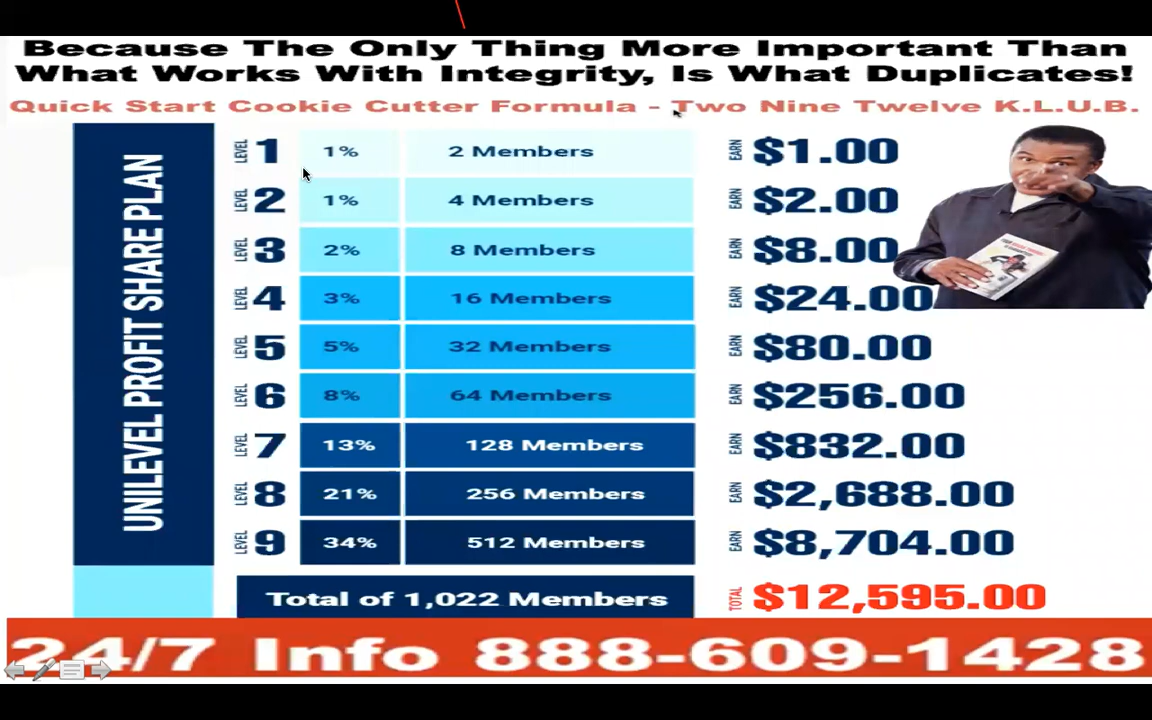 Because The Only Thing More Important Than
What Works With Integrity, Is What Duplicates!
Quick Start Cookie Cutter Formula - Two Nine Twelve K.L.U.B.
UNILEVEL PROFIT SHARE PLAN
LEVEL 1 1% 2 Members EARN $1.00
LEVEL 2 1% 4 Members EARN $2.00
LEVEL 3 2% 8 Members EARN $8.00
LEVEL 4 3% 16 Members EARN $24.00
LEVEL 5 5% 32 Members EARN $80.00
LEVEL 6 8% 64 Members EARN $256.00
LEVEL 7 13% 128 Members EARN $832.00
LEVEL 8 21% 256 Members EARN $2,688.00
LEVEL 9 34% 512 Members EARN $8,704.00
Total of 1,022 Members TOTAL $12,595.00
24/7 Info 888-609-1428